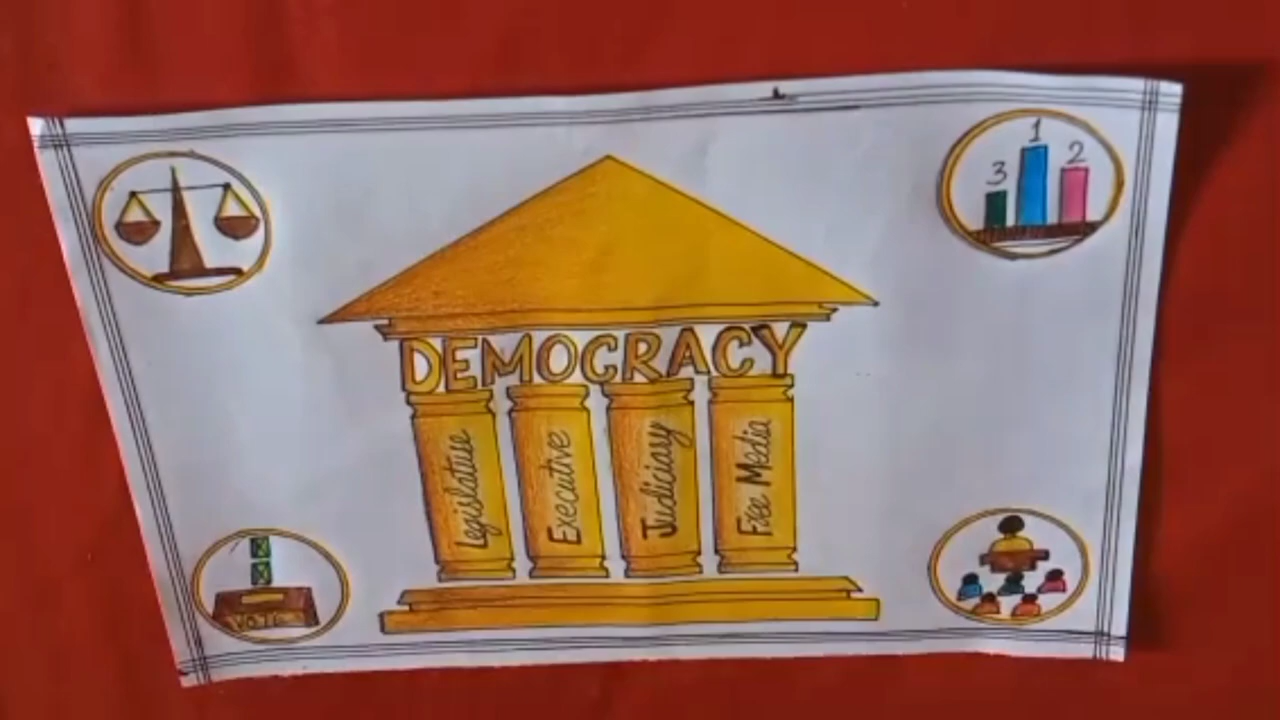 3 1 2
DEMOCRACY
Legislature
Executive
Judiciary
Free Media
VOTE